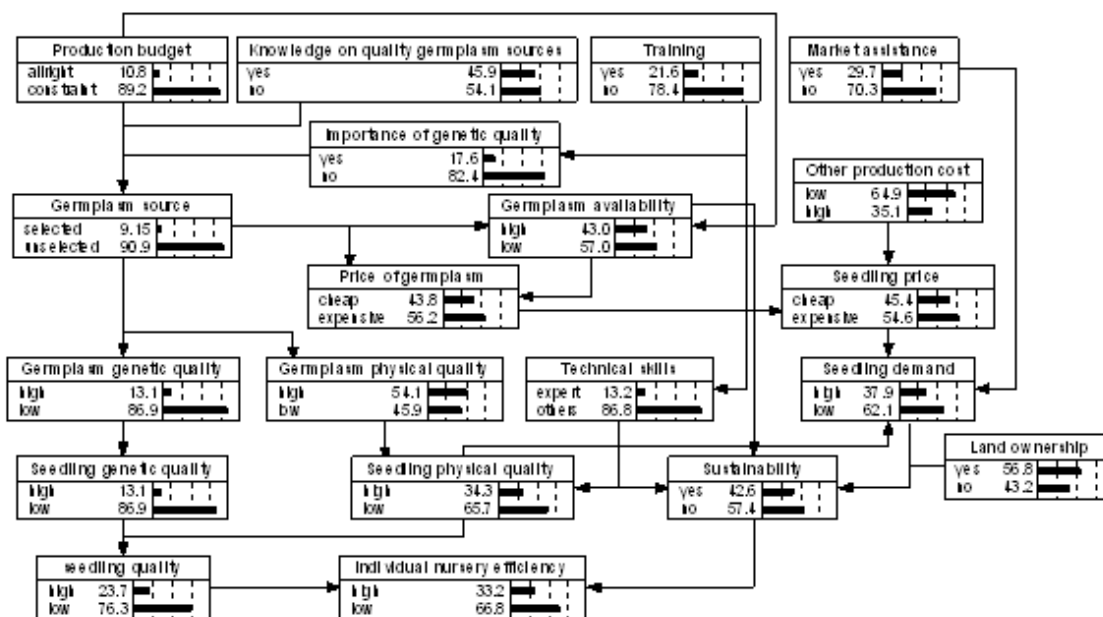 Production budget
allright 10.8
constraint 89.2
Knowledge on quality germplasm sources
yes 45.9
no 54.1
Training
yes 21.6
no 78.4
Market assistance
yes 29.7
no 70.3
Importance of genetic quality
yes 17.6
no 82.4
Other production cost
low 64.9
high 35.1
Germplasm source
selected 9.15
unselected 90.9
Germplasm availability
high 43.0
low 57.0
Price of germplasm
cheap 43.8
expensive 56.2
Seedling price
cheap 45.4
expensive 54.6
Germplasm genetic quality
high 13.1
low 86.9
Germplasm physical quality
high 54.1
low 45.9
Technical skills
expert 13.2
others 86.8
Seedling demand
high 37.9
low 62.1
Seedling genetic quality
high 13.1
low 86.9
Seedling physical quality
high 34.3
low 65.7
Sustainability
yes 42.6
no 57.4
Land ownership
yes 56.8
no 43.2
seedling quality
high 23.7
low 76.3
Individual nursery efficiency
high 33.2
low 66.8